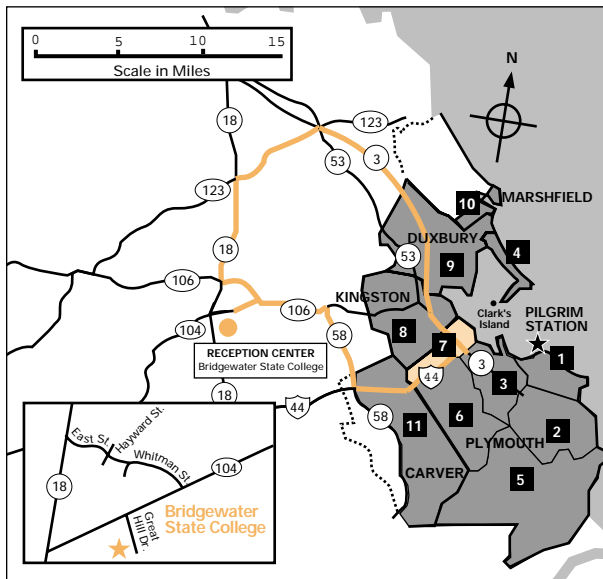 0 5 10 15
Scale in Miles
N
18
123
123
53
3
10
MARSHFIELD
DUXBURY
4
18
53
9
106
KINGSTON
Clark's
Island
PILGRIM
STATION
106
104
58
8
7
1
RECEPTION CENTER
Bridgewater State College
44
3
3
18
44
58
11
6
2
PLYMOUTH
CARVER
5
East St.
Hayward St.
Whitman St.
104
18
Great
Hill Dr.
Bridgewater
State College